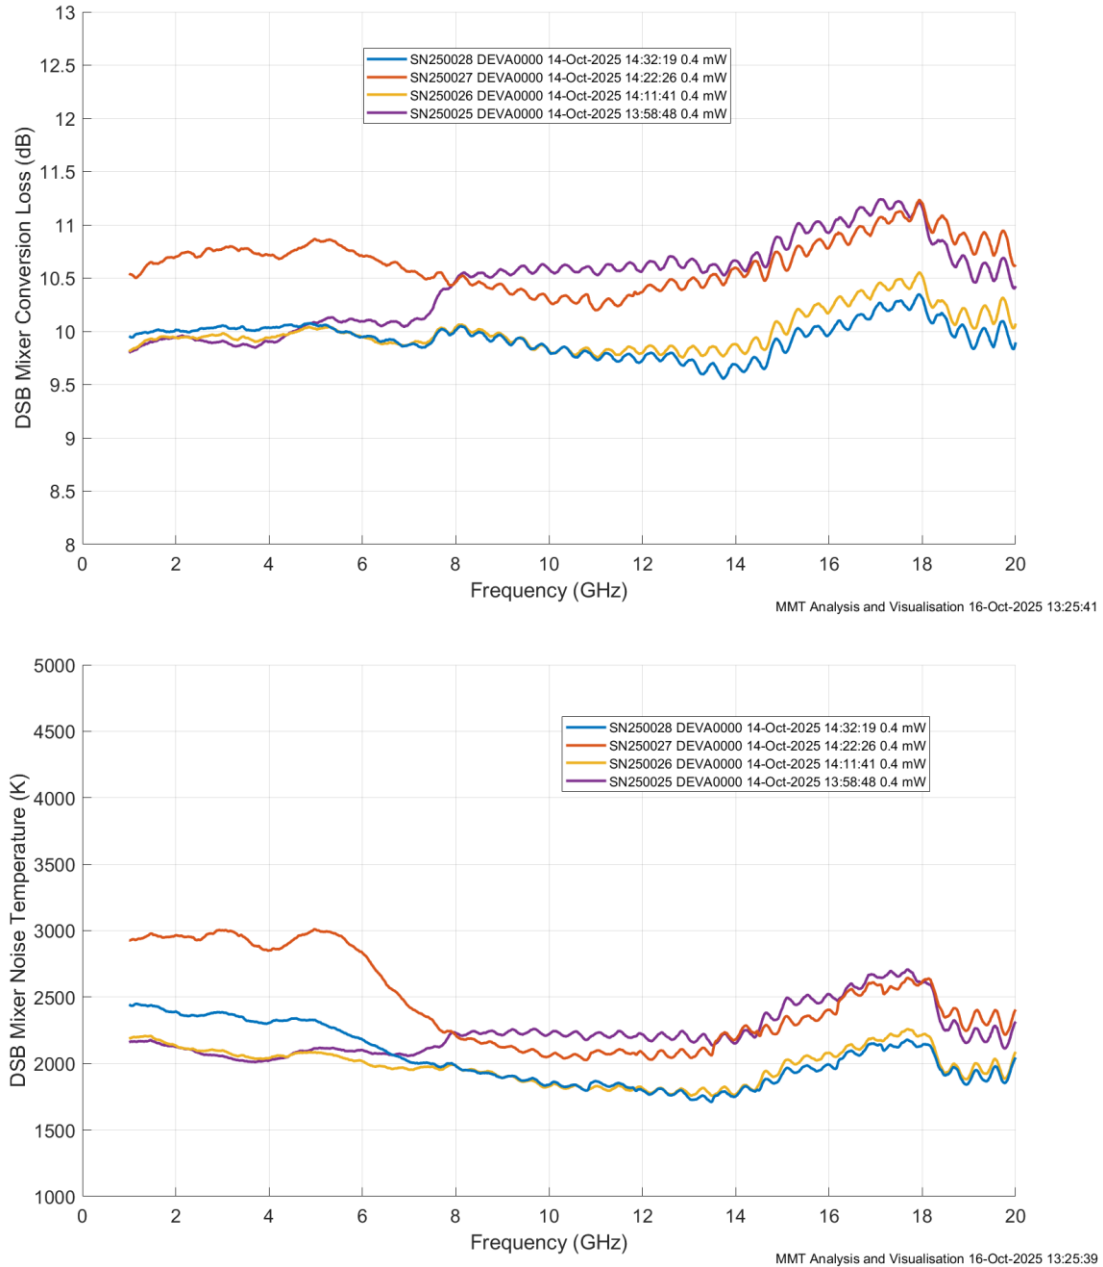 13
12.5
12
11.5
11
10.5
10
9.5
9
8.5
8
DSB Mixer Conversion Loss (dB)
SN250028 DEVA0000 14-Oct-2025 14:32:19 0.4 mW
SN250027 DEVA0000 14-Oct-2025 14:22:26 0.4 mW
SN250026 DEVA0000 14-Oct-2025 14:11:41 0.4 mW
SN250025 DEVA0000 14-Oct-2025 13:58:48 0.4 mW
0 2 4 6 8 10 12 14 16 18 20
Frequency (GHz)
MMT Analysis and Visualisation 16-Oct-2025 13:25:41
5000
4500
4000
3500
3000
2500
2000
1500
1000
DSB Mixer Noise Temperature (K)
SN250028 DEVA0000 14-Oct-2025 14:32:19 0.4 mW
SN250027 DEVA0000 14-Oct-2025 14:22:26 0.4 mW
SN250026 DEVA0000 14-Oct-2025 14:11:41 0.4 mW
SN250025 DEVA0000 14-Oct-2025 13:58:48 0.4 mW
0 2 4 6 8 10 12 14 16 18 20
Frequency (GHz)
MMT Analysis and Visualisation 16-Oct-2025 13:25:39